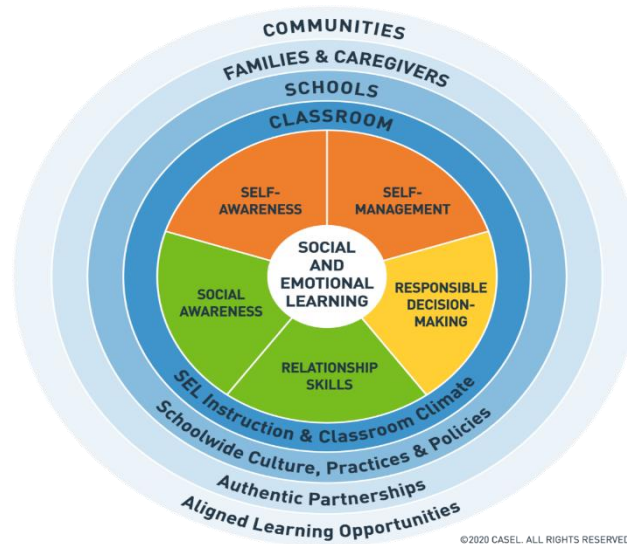 COMMUNITIES
FAMILIES & CAREGIVERS
SCHOOLS
CLASSROOM
SELF-
AWARENESS
SELF-
MANAGEMENT
SOCIAL
AND
EMOTIONAL
LEARNING
SOCIAL
AWARENESS
RESPONSIBLE
DECISION-
MAKING
RELATIONSHIP
SKILLS
SEL Instruction & Classroom Climate
Schoolwide Culture, Practices & Policies
Authentic Partnerships
Aligned Learning Opportunities
©2020 CASEL. ALL RIGHTS RESERVED